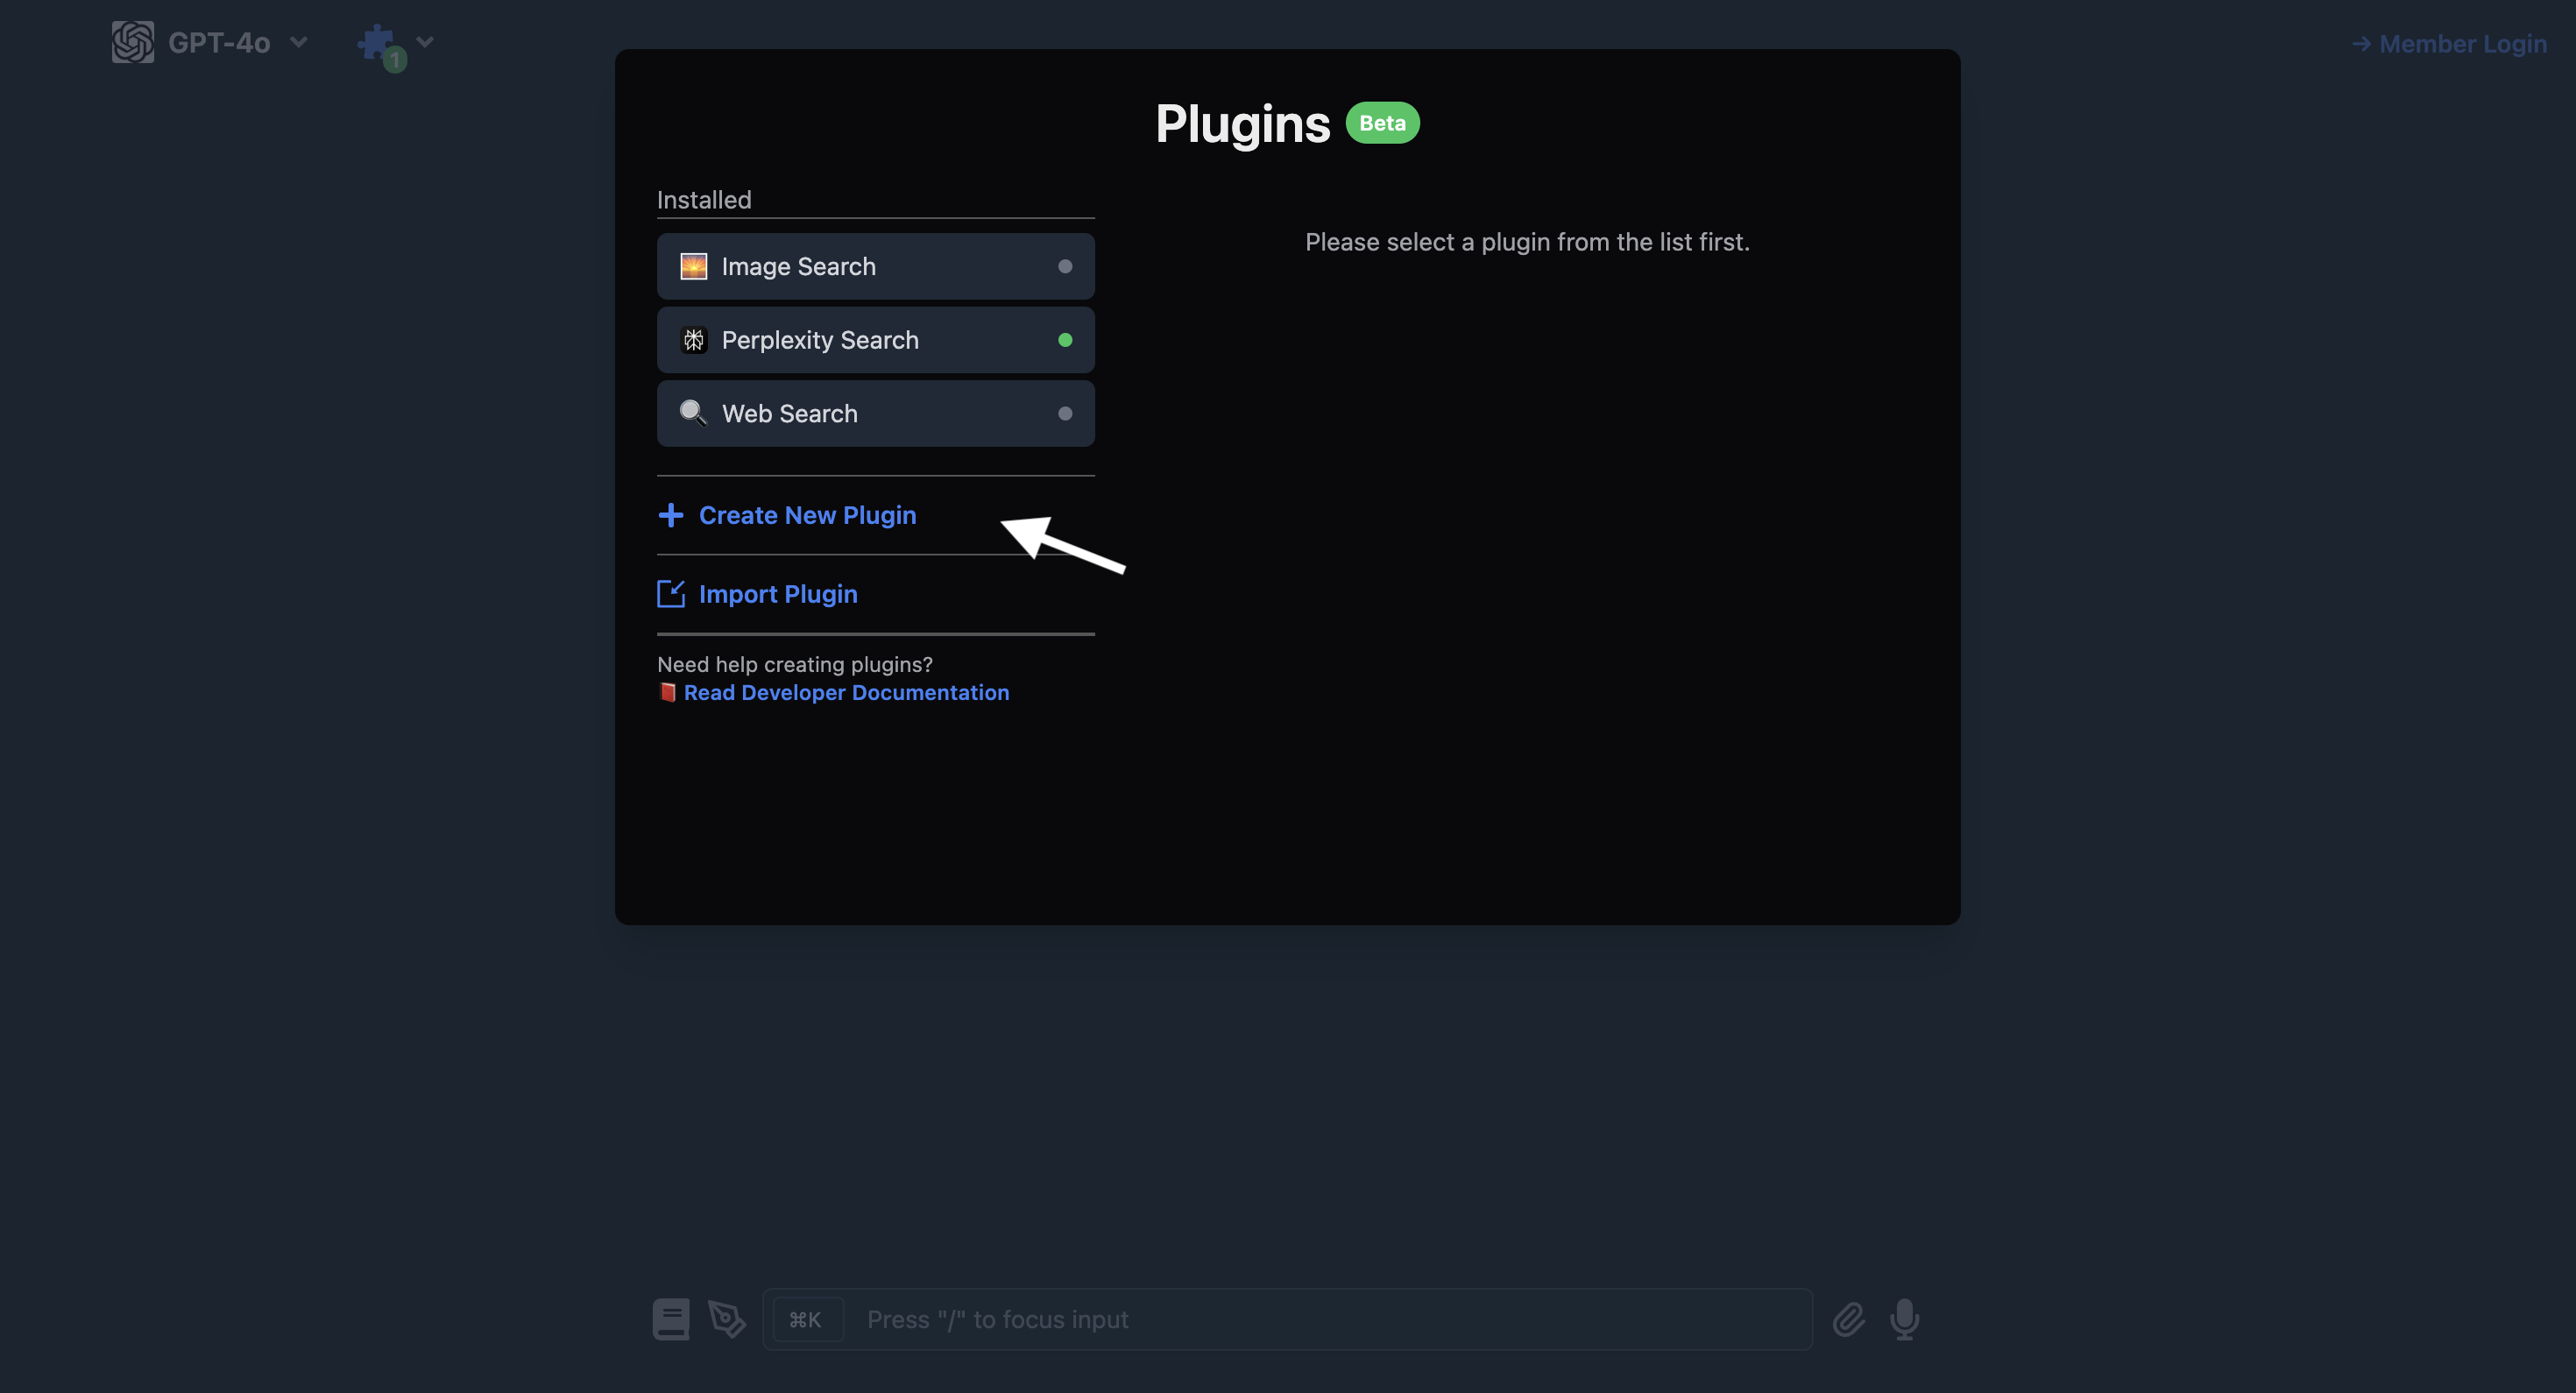 GPT-4o
1
→ Member Login
Plugins Beta
Installed
Image Search
Perplexity Search
Web Search
Please select a plugin from the list first.
+ Create New Plugin
Import Plugin
Need help creating plugins?
Read Developer Documentation
⌘K Press "/" to focus input